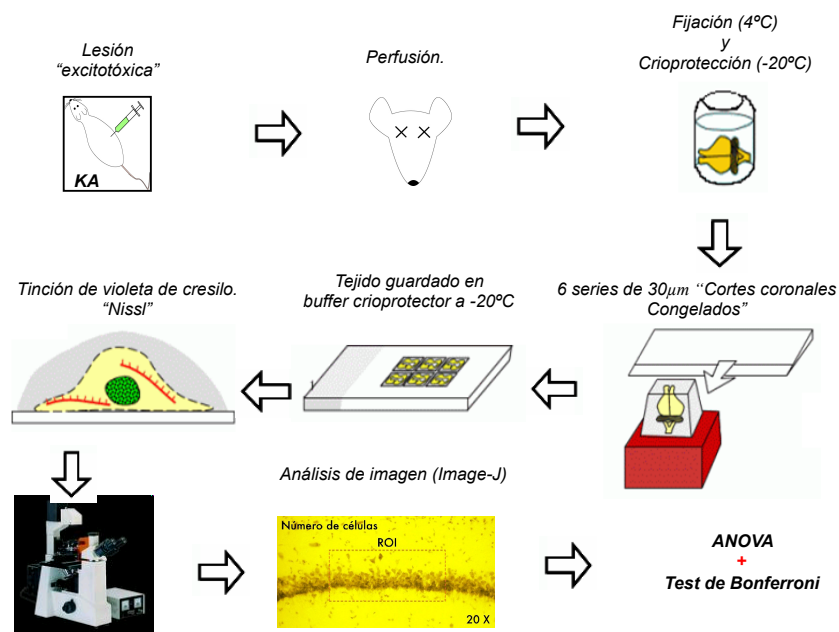 Lesión
"excitotóxica"
KA
Perfusión.
Fijación (4ºC)
y
Crioprotección (-20ºC)
6 series de 30µm "Cortes coronales
Congelados"
Tejido guardado en
buffer crioprotector a -20ºC
Tinción de violeta de cresilo.
"Nissl"
Análisis de imagen (Image-J)
Número de células
ROI
20 X
ANOVA
+
Test de Bonferroni